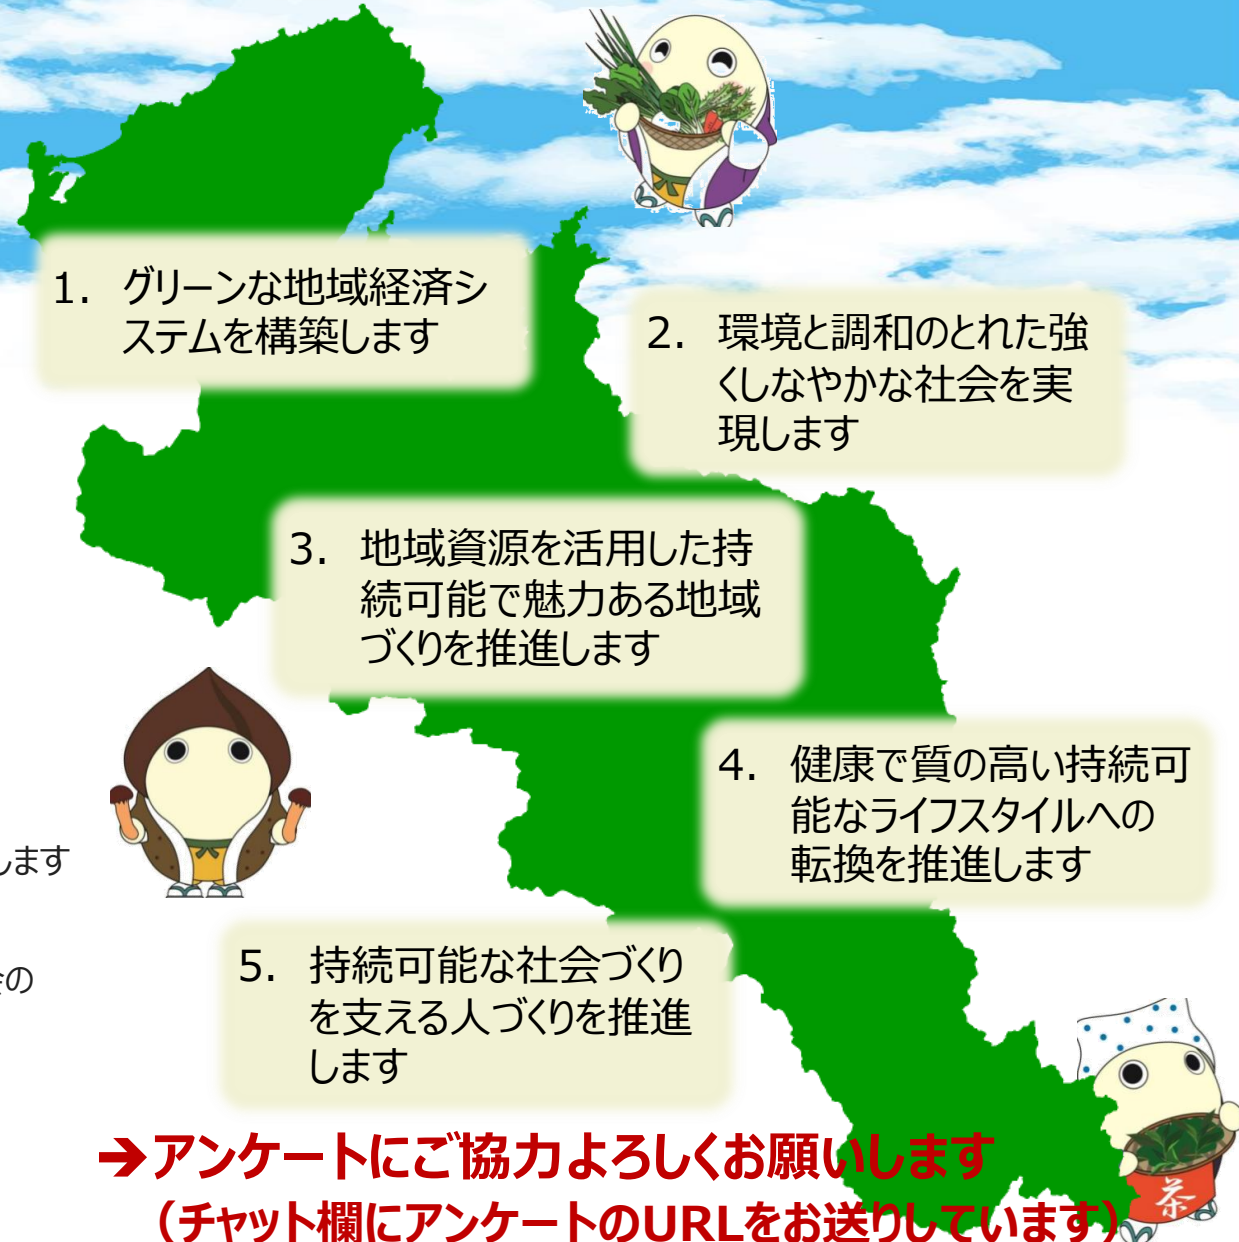 1. グリーンな地域経済シ
ステムを構築します
2. 環境と調和のとれた強
くしなやかな社会を実
現します
3. 地域資源を活用した持
続可能で魅力ある地域
づくりを推進します
4. 健康で質の高い持続可
能なライフスタイルへの
転換を推進します
します
の
5. 持続可能な社会づくり
を支える人づくりを推進
します
➔アンケートにご協力よろしくお願いします
（チャット欄にアンケートのURLをお送りしています）
茶